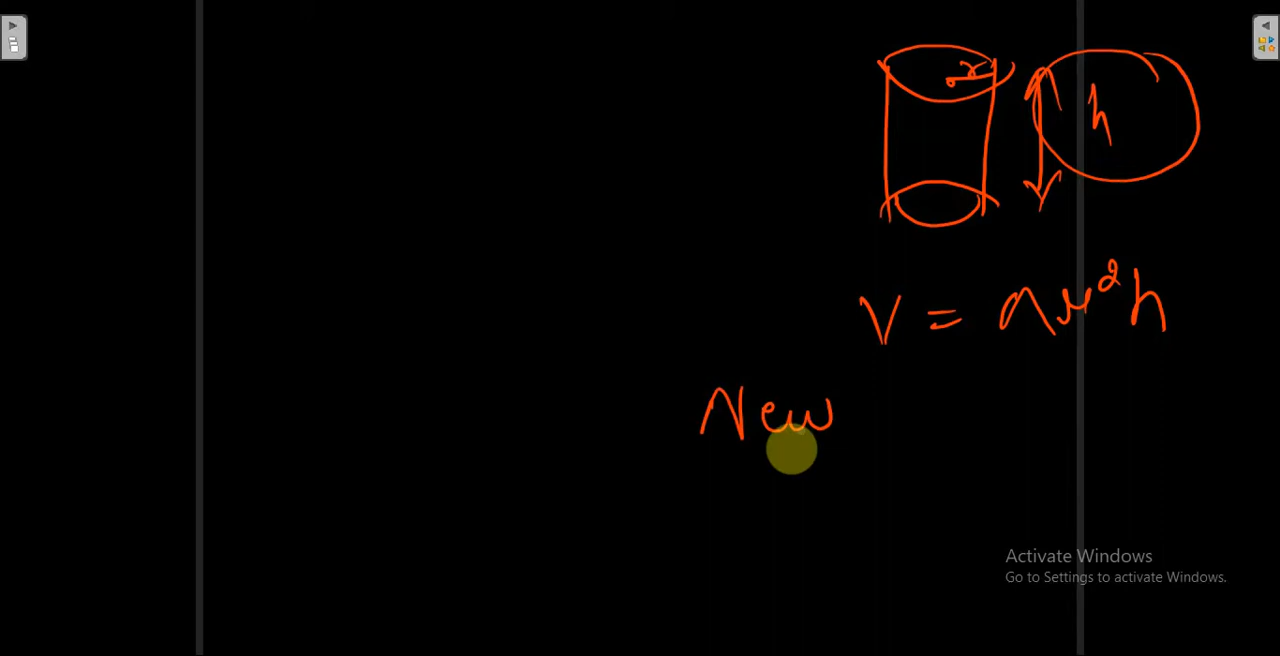 r
h
V = πr²h
New
Activate Windows
Go to Settings to activate Windows.